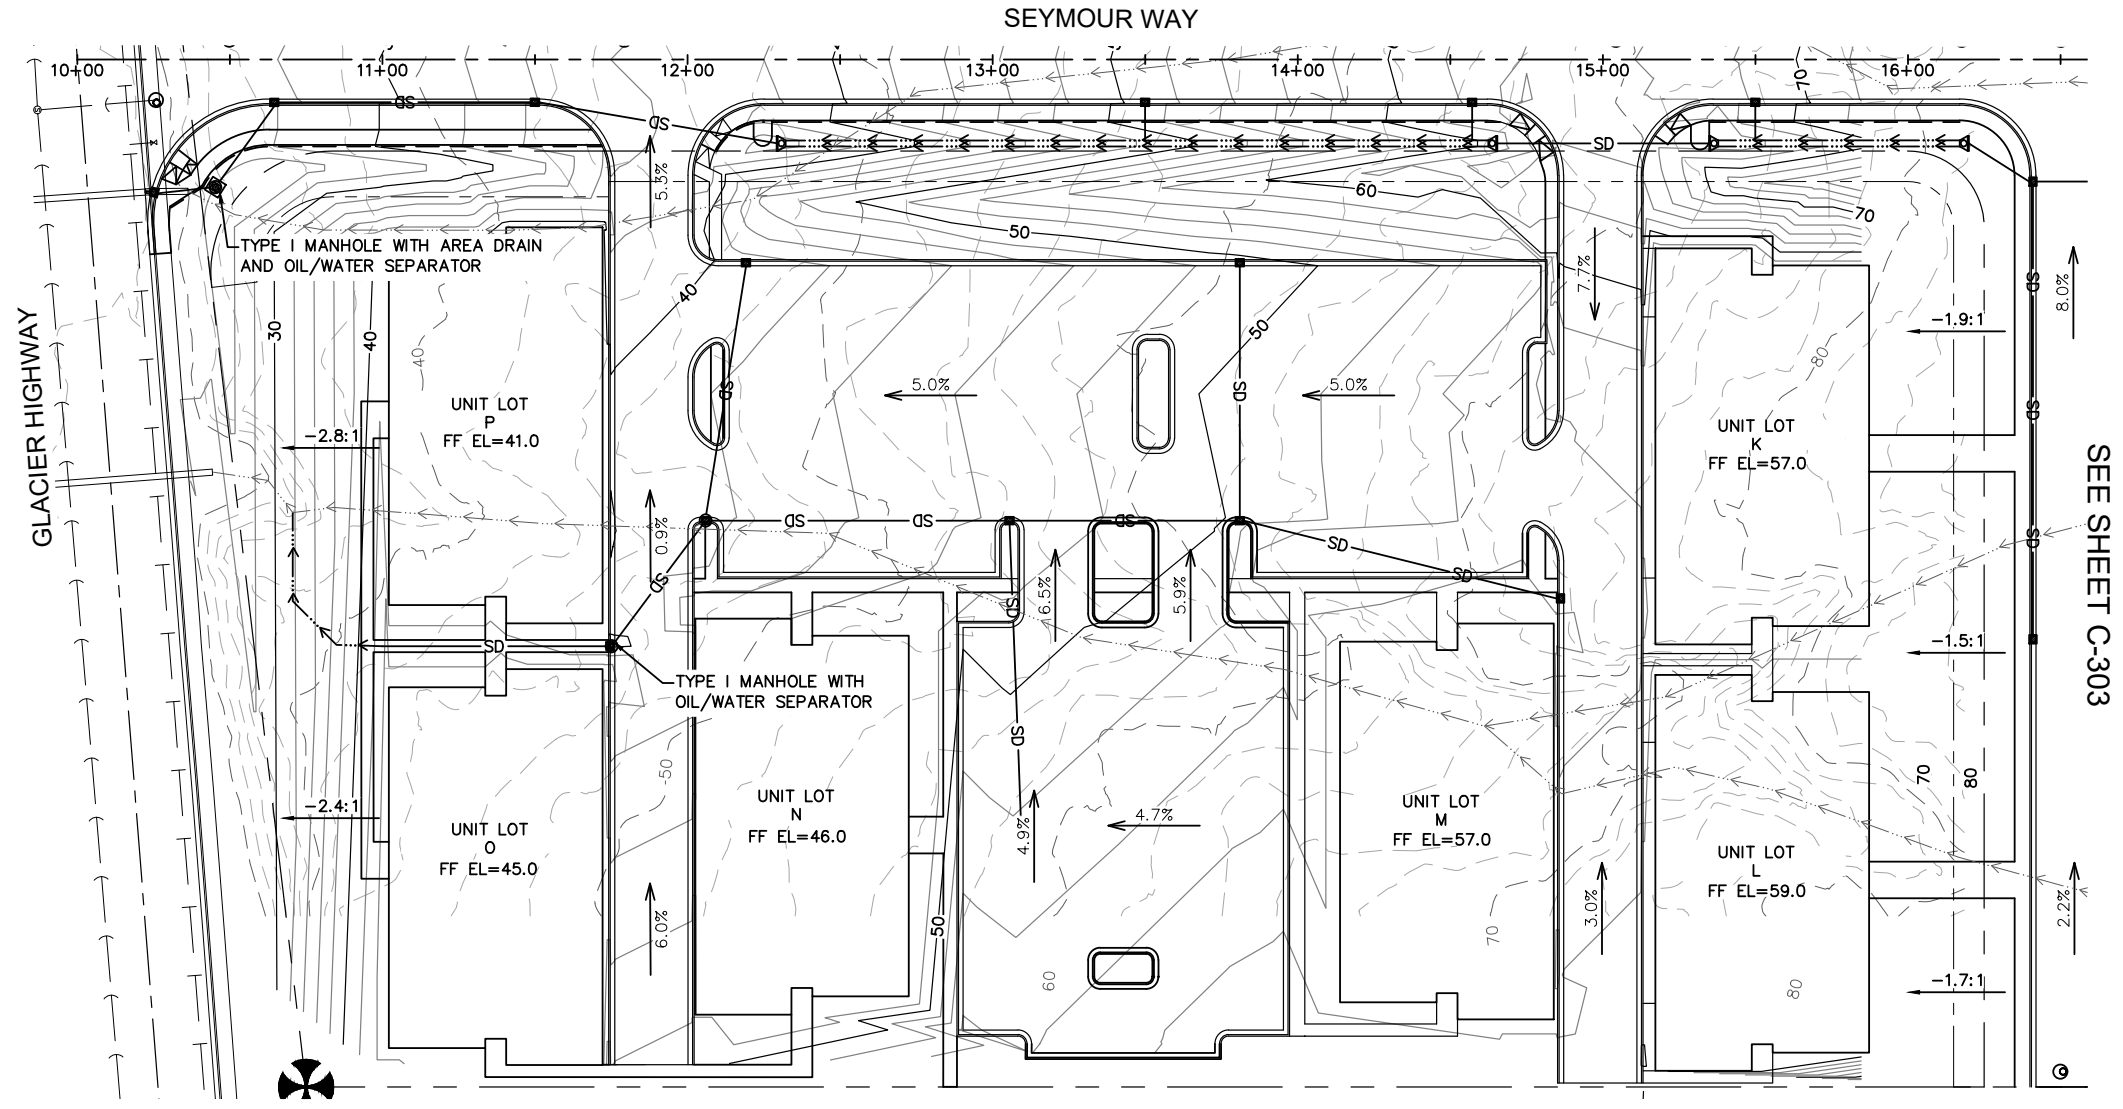 SEYMOUR WAY
10+00
11+00
12+00
13+00
14+00
15+00
16+00
SD
SD
SD
70
5.3%
60
70
TYPE I MANHOLE WITH AREA DRAIN
AND OIL/WATER SEPARATOR
50
7.7%
SD
8.0%
40
30
40
40
50
-1.9:1
80
GLACIER HIGHWAY
5.0%
5.0%
SD
SD
SD
UNIT LOT
P
FF EL=41.0
-2.8:1
UNIT LOT
K
FF EL=57.0
SEE SHEET C-303
0.9%
SD
SD
SD
SD
SD
SD
SD
SD
6.5%
5.9%
SD
SD
-1.5:1
TYPE I MANHOLE WITH
OIL/WATER SEPARATOR
SD
50
70
80
-2.4:1
UNIT LOT
O
FF EL=45.0
UNIT LOT
N
FF EL=46.0
4.9%
4.7%
UNIT LOT
M
FF EL=57.0
UNIT LOT
L
FF EL=59.0
6.0%
50
60
70
3.0%
2.2%
80
-1.7:1